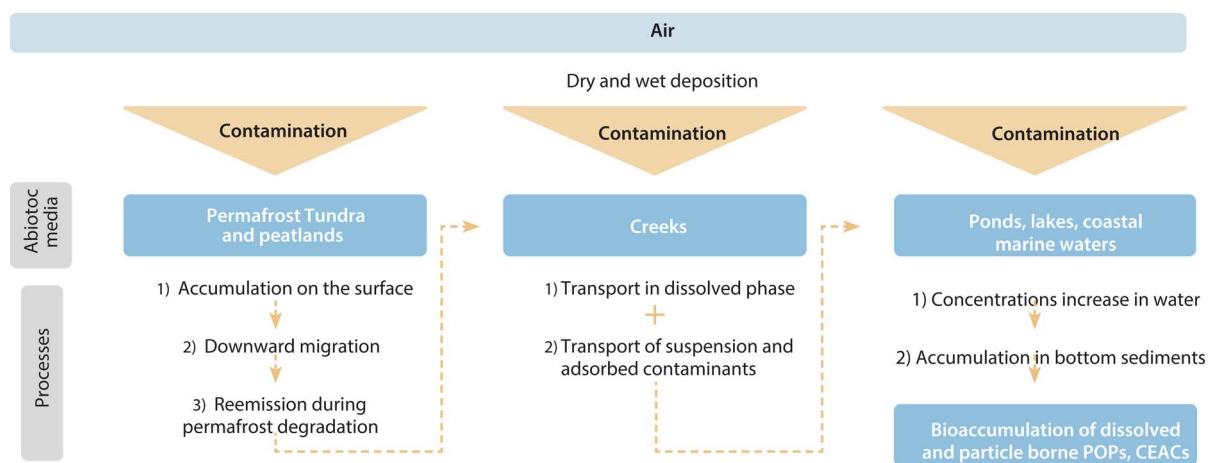 Air
Dry and wet deposition
Contamination
Contamination
Contamination
Abiotoc
media
Permafrost Tundra
and peatlands
Creeks
Ponds, lakes, coastal
marine waters
Processes
1) Accumulation on the surface
2) Downward migration
3) Reemission during
permafrost degradation
1) Transport in dissolved phase
+
2) Transport of suspension and
adsorbed contaminants
1) Concentrations increase in water
2) Accumulation in bottom sediments
Bioaccumulation of dissolved
and particle borne POPs, CEACs